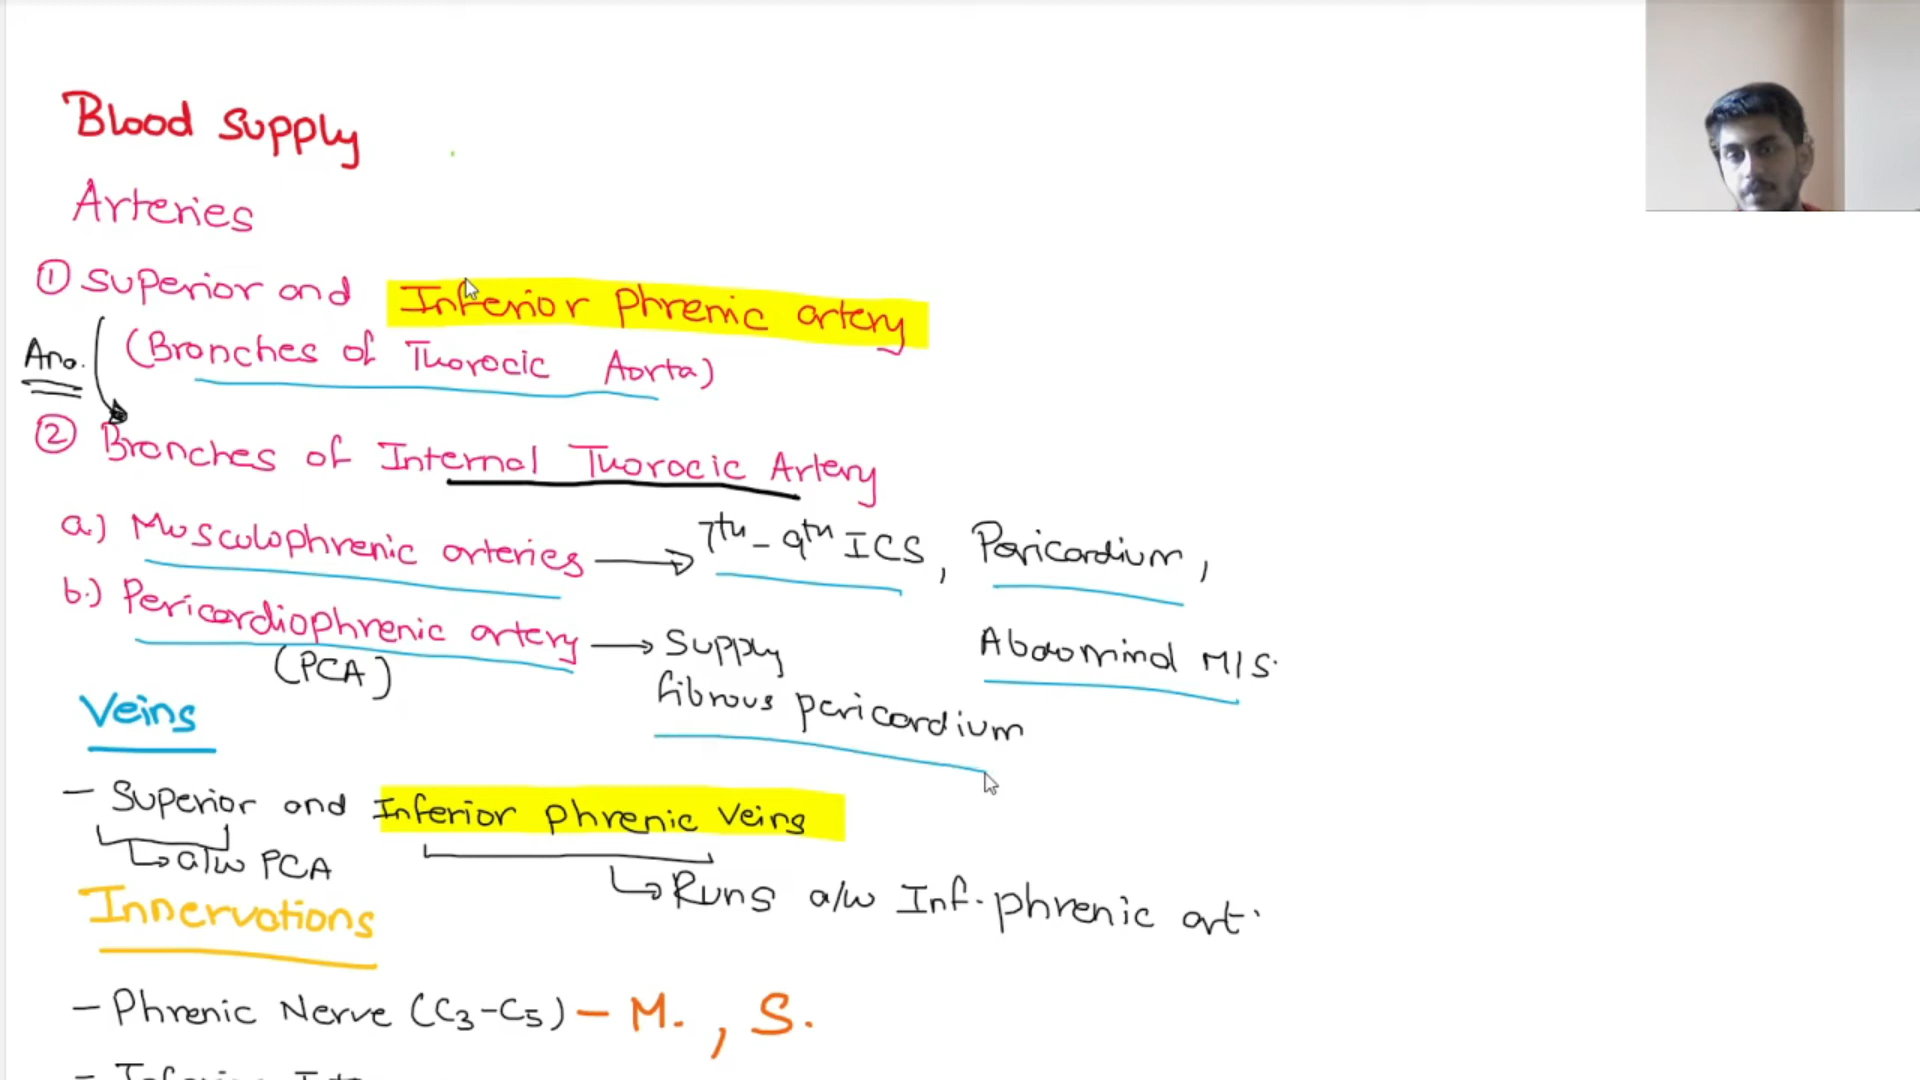 Blood supply
Arteries
① Superior and Inferior Phrenic artery
Ana. (Branches of Thoracic Aorta)
② Branches of Internal Thoracic Artery
a.) Musculophrenic arteries → 7th - 9th ICS, Pericardium,
Abdominal M/S.
b.) Pericardiophrenic artery → Supply
(PCA) fibrous pericardium
Veins
- Superior and Inferior Phrenic Veins
↳ a/w PCA
↳ Runs a/w Inf. phrenic art.
Innervations
- Phrenic Nerve (C3-C5) - M. , S.